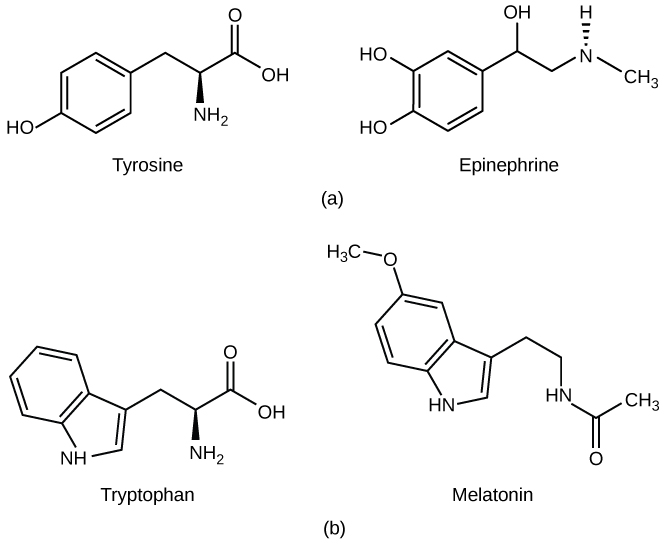 O
OH
NH2
HO
Tyrosine
OH
H
HO
N
CH3
HO
Epinephrine
(a)
H3C
O
O
OH
NH
NH2
Tryptophan
HN
HN
CH3
O
Melatonin
(b)